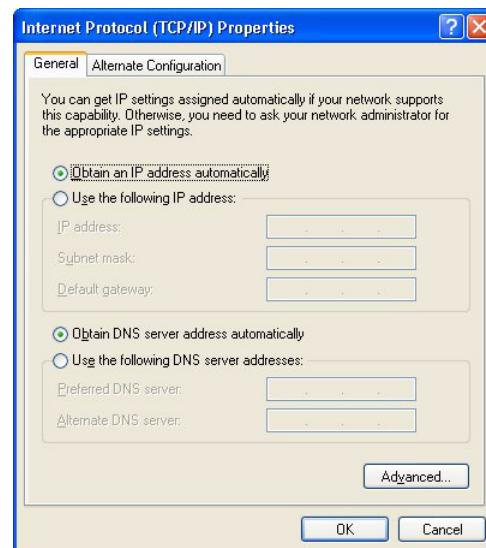 Internet Protocol (TCP/IP) Properties
General
Alternate Configuration
You can get IP settings assigned automatically if your network supports
this capability. Otherwise, you need to ask your network administrator for
the appropriate IP settings.
Obtain an IP address automatically
Use the following IP address:
IP address:
Subnet mask:
Default gateway:
Obtain DNS server address automatically
Use the following DNS server addresses:
Preferred DNS server:
Alternate DNS server:
Advanced...
OK
Cancel